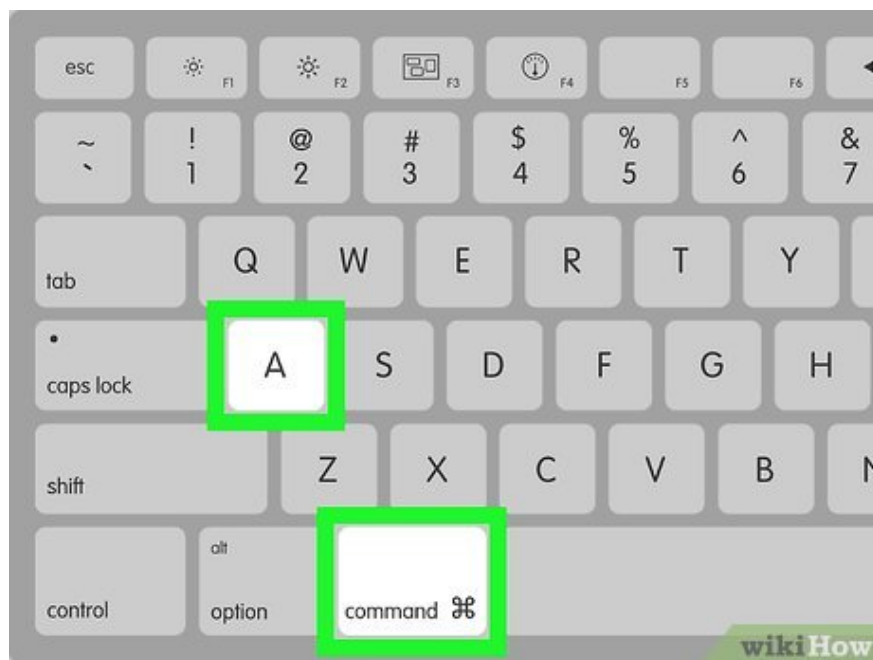 esc F1 F2 F3 F4 F5 F6
~ ! @ # $ % ^ &
` 1 2 3 4 5 6 7
tab Q W E R T Y
caps lock A S D F G H
shift Z X C V B
alt
control option command ⌘
wikiHow